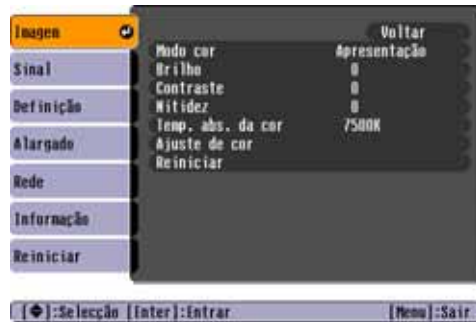 Imagem
Sinal
Definição
Alargado
Rede
Informação
Reiniciar
Voltar
Modo cor Apresentação
Brilho 0
Contraste 0
Nitidez 0
Temp. abs. da cor 7500K
Ajuste de cor
Reiniciar
[◆]:Selecção [Enter]:Entrar [Menu]:Sair